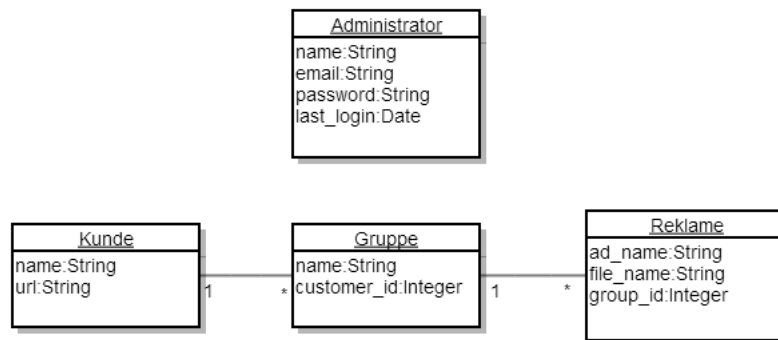 Administrator
name:String
email:String
password:String
last_login:Date
Kunde
name:String
url:String
1
*
Gruppe
name:String
customer_id:Integer
1
*
Reklame
ad_name:String
file_name:String
group_id:Integer